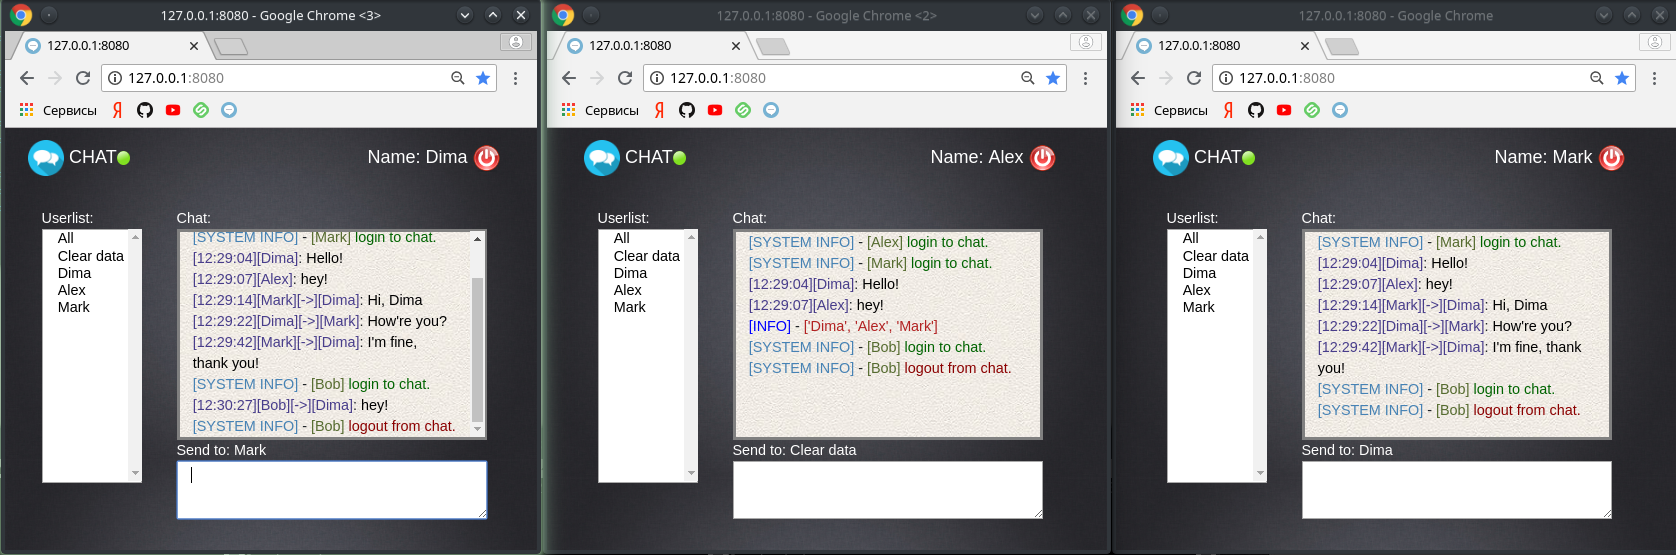 127.0.0.1:8080 - Google Chrome <3>
127.0.0.1:8080
127.0.0.1:8080
Сервисы
Я
CHAT
Name: Dima
Userlist:
All
Clear data
Dima
Alex
Mark
Chat:
[SYSTEM INFO] - [Mark] login to chat.
[12:29:04][Dima]: Hello!
[12:29:07][Alex]: hey!
[12:29:14][Mark][->][Dima]: Hi, Dima
[12:29:22][Dima][->][Mark]: How're you?
[12:29:42][Mark][->][Dima]: I'm fine,
thank you!
[SYSTEM INFO] - [Bob] login to chat.
[12:30:27][Bob][->][Dima]: hey!
[SYSTEM INFO] - [Bob] logout from chat.
Send to: Mark
127.0.0.1:8080 - Google Chrome <2>
127.0.0.1:8080
127.0.0.1:8080
Сервисы
Я
CHAT
Name: Alex
Userlist:
All
Clear data
Dima
Alex
Mark
Chat:
[SYSTEM INFO] - [Alex] login to chat.
[SYSTEM INFO] - [Mark] login to chat.
[12:29:04][Dima]: Hello!
[12:29:07][Alex]: hey!
[INFO] - ['Dima', 'Alex', 'Mark']
[SYSTEM INFO] - [Bob] login to chat.
[SYSTEM INFO] - [Bob] logout from chat.
Send to: Clear data
127.0.0.1:8080 - Google Chrome
127.0.0.1:8080
127.0.0.1:8080
Сервисы
Я
CHAT
Name: Mark
Userlist:
All
Clear data
Dima
Alex
Mark
Chat:
[SYSTEM INFO] - [Mark] login to chat.
[12:29:04][Dima]: Hello!
[12:29:07][Alex]: hey!
[12:29:14][Mark][->][Dima]: Hi, Dima
[12:29:22][Dima][->][Mark]: How're you?
[12:29:42][Mark][->][Dima]: I'm fine, thank
you!
[SYSTEM INFO] - [Bob] login to chat.
[SYSTEM INFO] - [Bob] logout from chat.
Send to: Dima